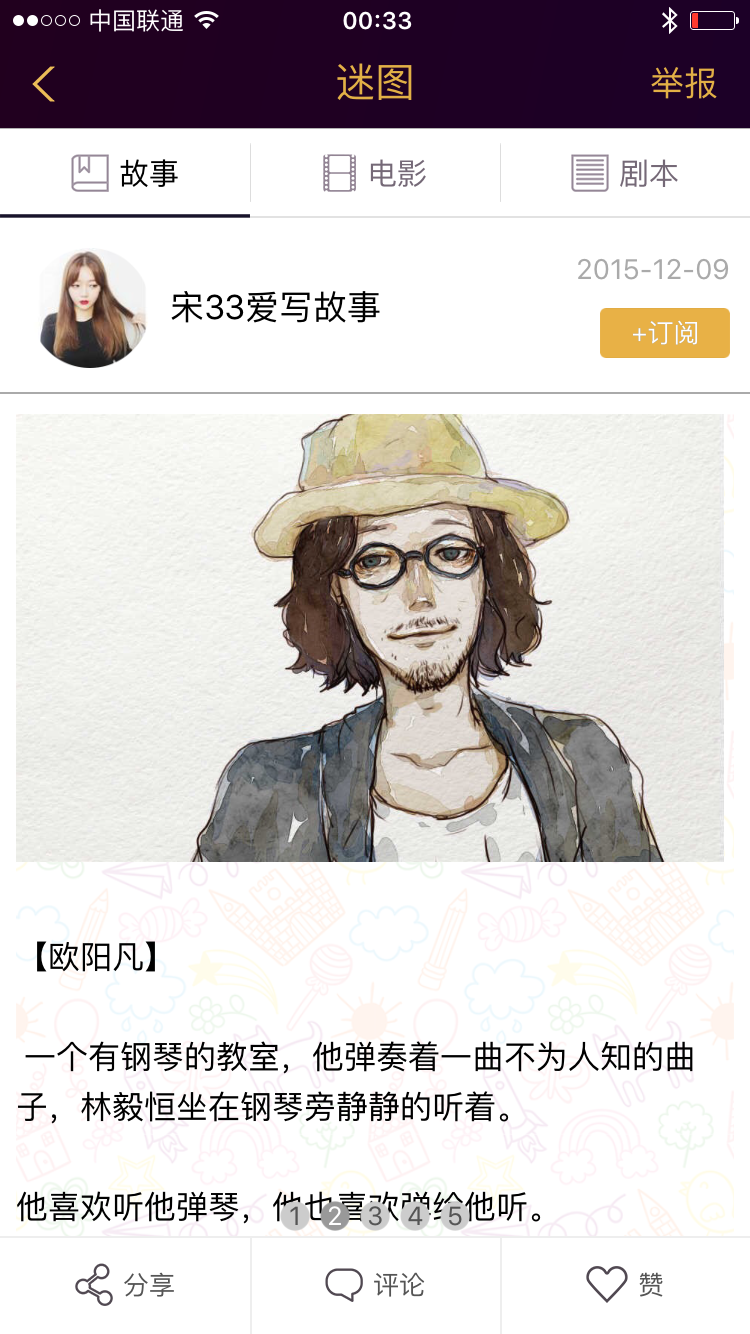 中国联通 00:33
迷图 举报
故事 电影 剧本
2015-12-09
宋33爱写故事
+订阅
【欧阳凡】
一个有钢琴的教室，他弹奏着一曲不为人知的曲
子，林毅恒坐在钢琴旁静静的听着。
他喜欢听他弹琴，他也喜欢弹给他听。
1 2 3 4 5
分享 评论 赞